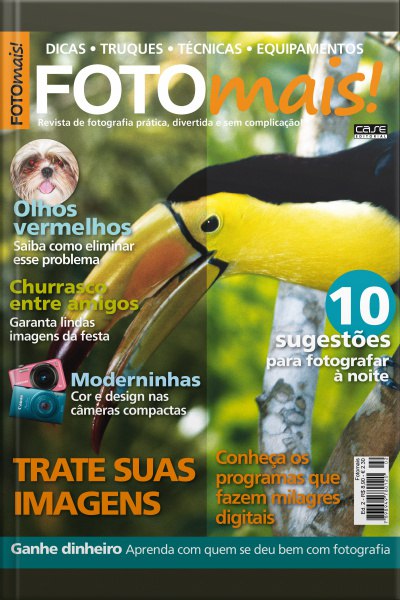 FOTOmais!
DICAS • TRUQUES • TÉCNICAS • EQUIPAMENTOS
FOTOmais!
Revista de fotografia prática, divertida e sem complicação!
CASE
EDITORIAL
Olhos
vermelhos
Saiba como eliminar
esse problema
Churrasco
entre amigos
Garanta lindas
imagens da festa
Moderninhas
Cor e design nas
câmeras compactas
10
sugestões
para fotografar
à noite
TRATE SUAS
IMAGENS
Conheça os
programas que
fazem milagres
digitais
Fotomais
Ganhe dinheiro Aprenda com quem se deu bem com fotografia